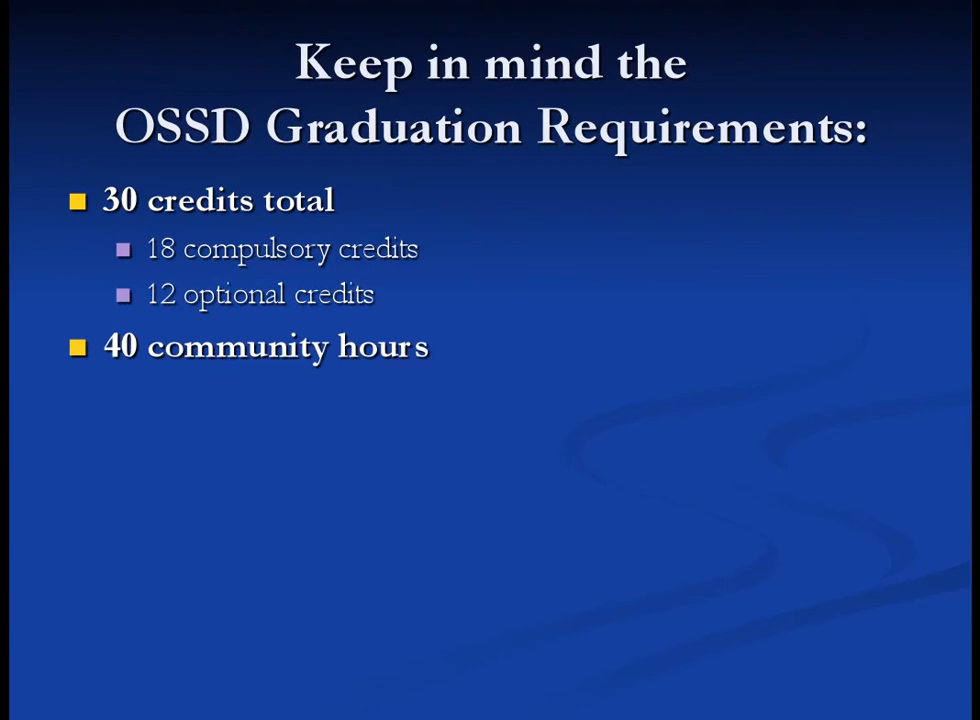 Keep in mind the
OSSD Graduation Requirements:
30 credits total
18 compulsory credits
12 optional credits
40 community hours